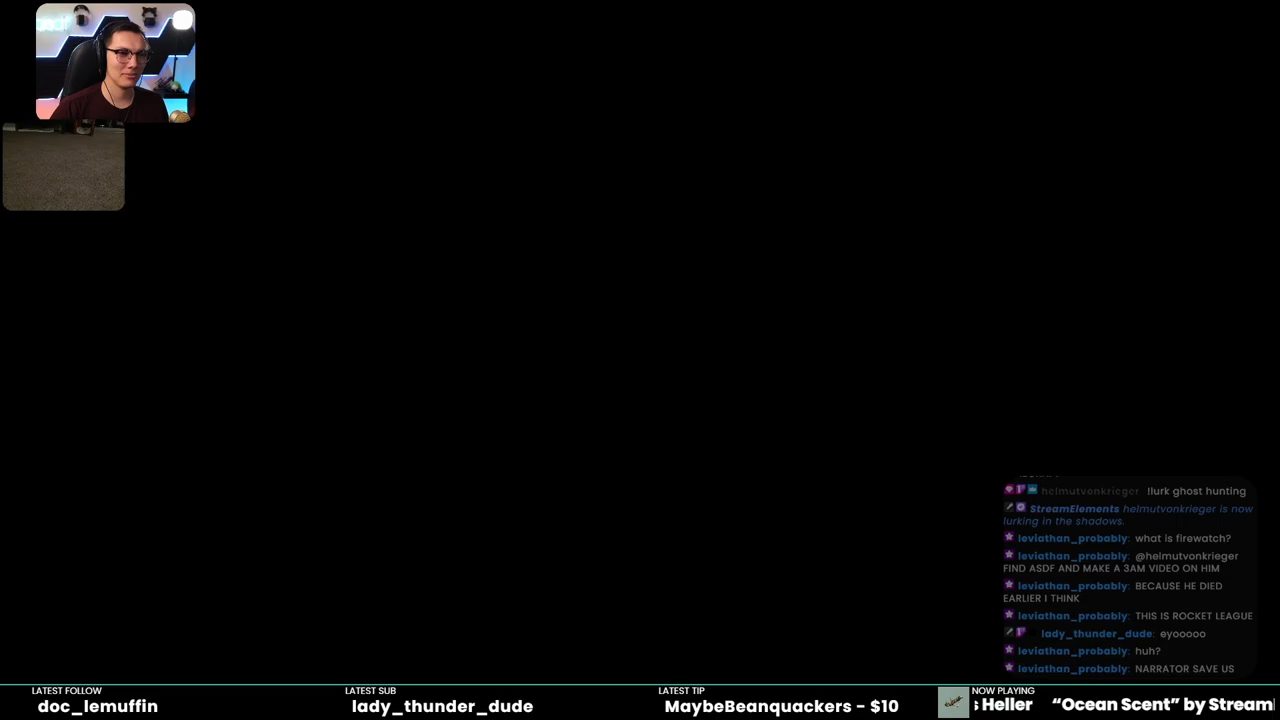 helmutvonkrieger !lurk ghost hunting
StreamElements helmutvonkrieger is now
lurking in the shadows.
leviathan_probably: what is firewatch?
leviathan_probably: @helmutvonkrieger
FIND ASDF AND MAKE A 3AM VIDEO ON HIM
leviathan_probably: BECAUSE HE DIED
EARLIER I THINK
leviathan_probably: THIS IS ROCKET LEAGUE
lady_thunder_dude: eyooooo
leviathan_probably: huh?
leviathan_probably: NARRATOR SAVE US
LATEST FOLLOW
doc_lemuffin
LATEST SUB
lady_thunder_dude
LATEST TIP
MaybeBeanquackers - $10
NOW PLAYING
s Heller "Ocean Scent" by Streaml